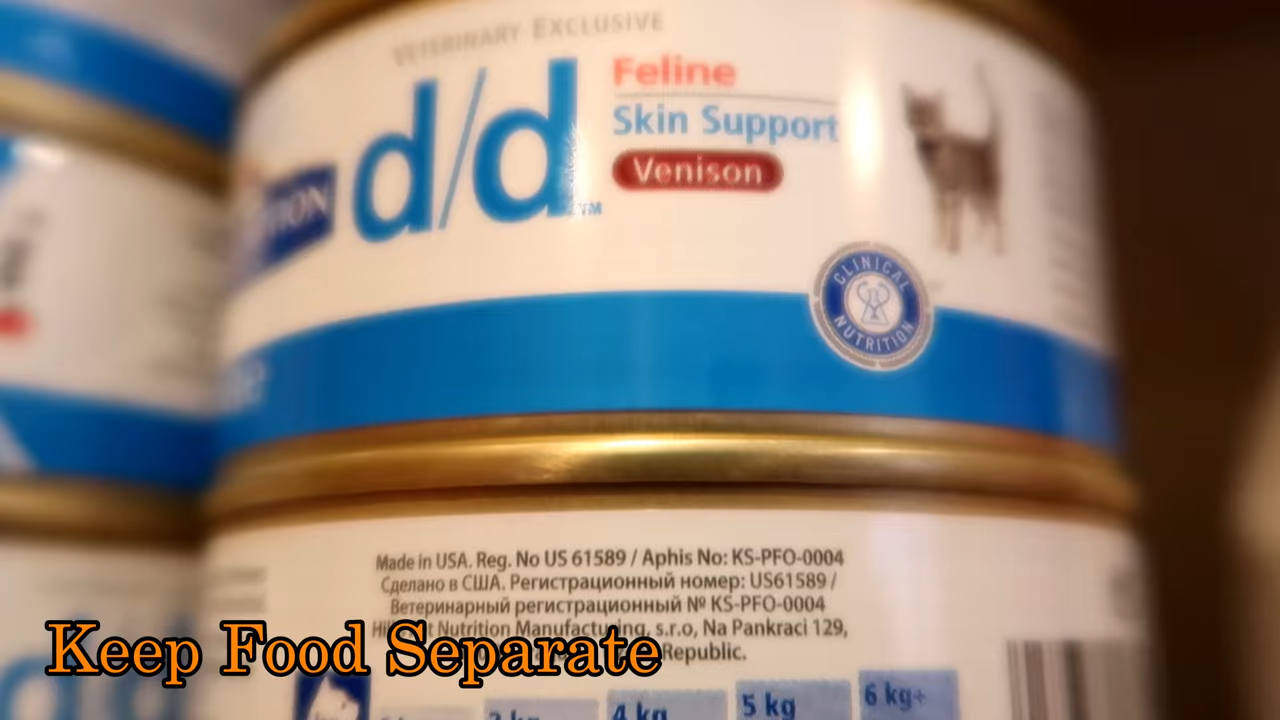 VETERINARY EXCLUSIVE
d/d™
Feline
Skin Support
Venison
CLINICAL
NUTRITION
Made in USA. Reg. No US 61589 / Aphis No: KS-PFO-0004
Сделано в США. Регистрационный номер: US61589 /
Ветеринарный регистрационный № KS-PFO-0004
Nutrition Manufacturing, s.r.o, Na Pankraci 129,
Republic.
Keep Food Separate
4 kg
5 kg
6 kg+